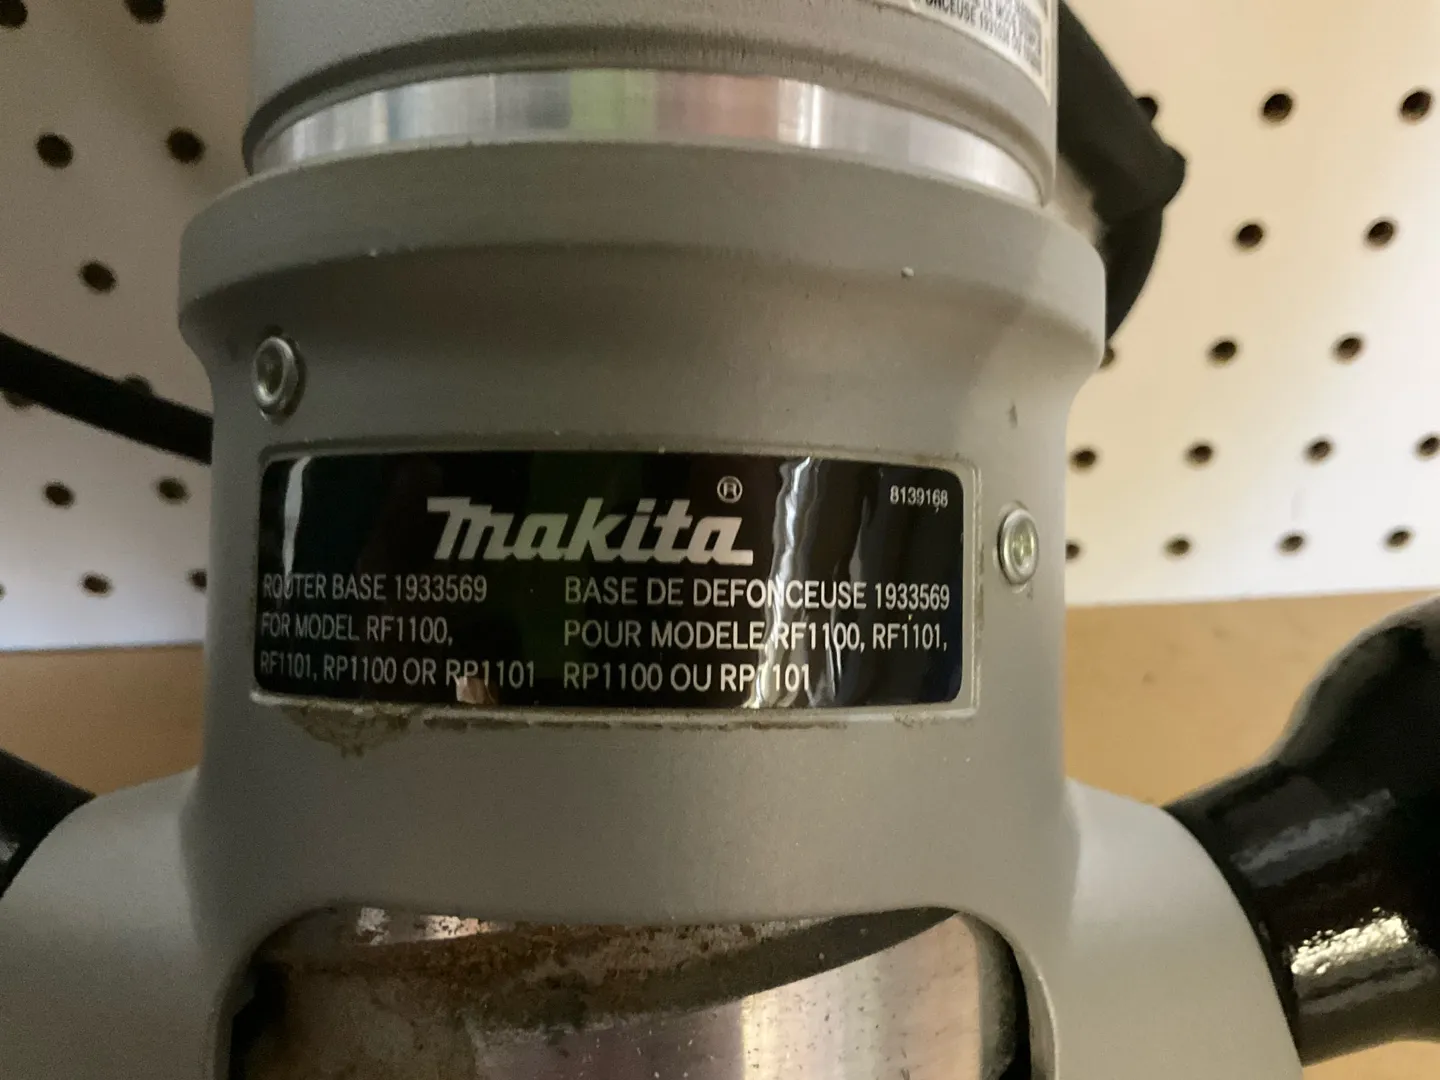 ONCEUSE
makita®
8139168
ROUTER BASE 1933569
FOR MODEL RF1100,
RF1101, RP1100 OR RP1101
BASE DE DEFONCEUSE 1933569
POUR MODELE RF1100, RF1101,
RP1100 OU RP1101